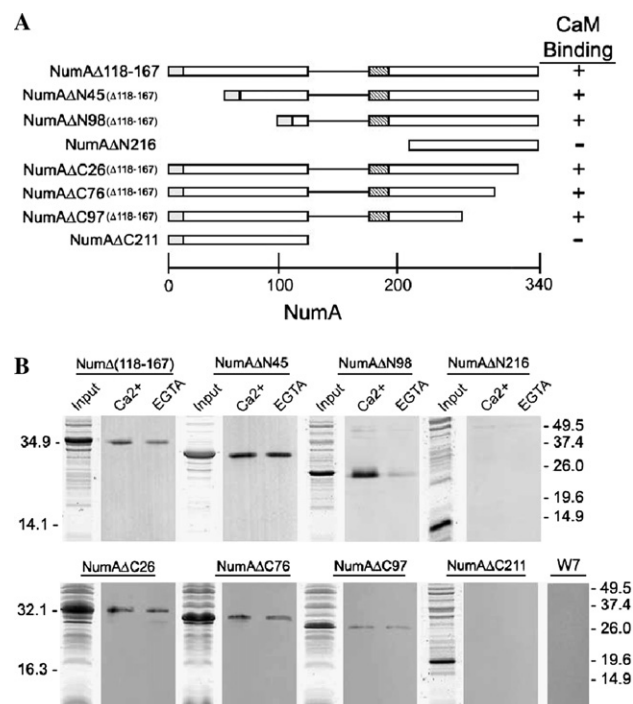 A
CaM
Binding
NumAΔ118-167 +
NumAΔN45(Δ118-167) +
NumAΔN98(Δ118-167) +
NumAΔN216 -
NumAΔC26(Δ118-167) +
NumAΔC76(Δ118-167) +
NumAΔC97(Δ118-167) +
NumAΔC211 -
0 100 200 340
NumA
B
NumΔ(118-167) NumAΔN45 NumAΔN98 NumAΔN216
Input Ca2+ EGTA Input Ca2+ EGTA Input Ca2+ EGTA Input Ca2+ EGTA
- 49.5
34.9 - - 37.4
- 26.0
- 19.6
14.1 - - 14.9
NumAΔC26 NumAΔC76 NumAΔC97 NumAΔC211 W7
- 49.5
32.1 - - 37.4
- 26.0
16.3 - - 19.6
- 14.9